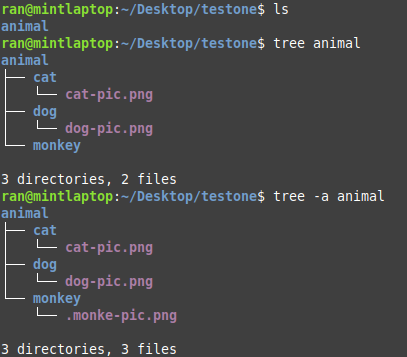 ran@mintlaptop:~/Desktop/testone$ ls
animal
ran@mintlaptop:~/Desktop/testone$ tree animal
animal
├── cat
│   └── cat-pic.png
├── dog
│   └── dog-pic.png
└── monkey

3 directories, 2 files
ran@mintlaptop:~/Desktop/testone$ tree -a animal
animal
├── cat
│   └── cat-pic.png
├── dog
│   └── dog-pic.png
└── monkey
    └── .monke-pic.png

3 directories, 3 files